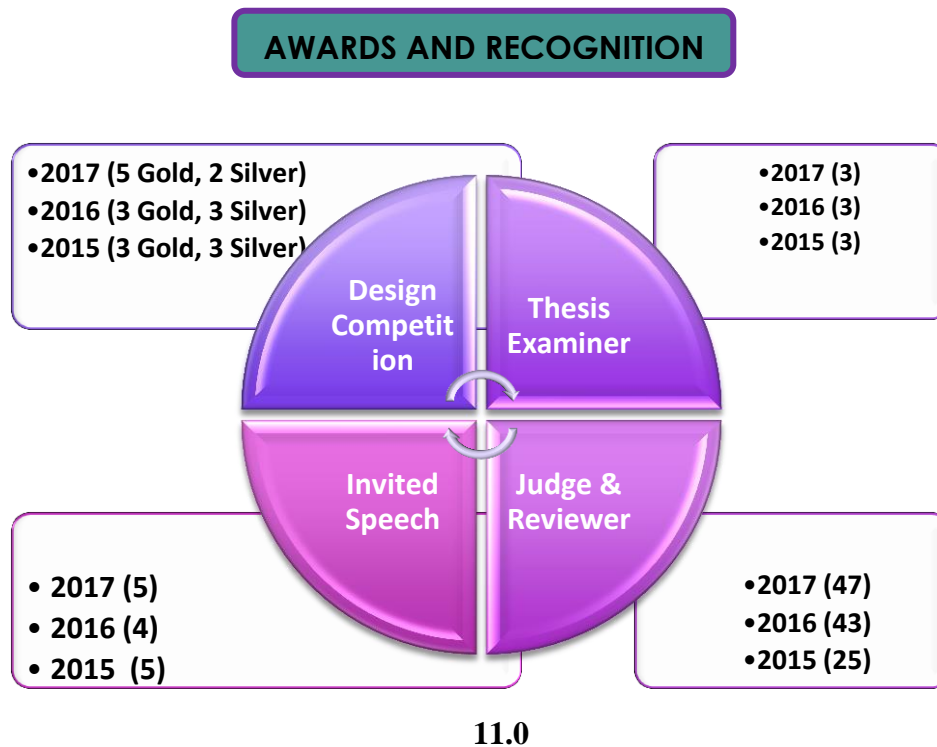 AWARDS AND RECOGNITION
•2017 (5 Gold, 2 Silver)
•2016 (3 Gold, 3 Silver)
•2015 (3 Gold, 3 Silver)
•2017 (3)
•2016 (3)
•2015 (3)
Design
Competit
ion
Thesis
Examiner
Invited
Speech
Judge &
Reviewer
• 2017 (5)
• 2016 (4)
• 2015 (5)
•2017 (47)
•2016 (43)
•2015 (25)
11.0